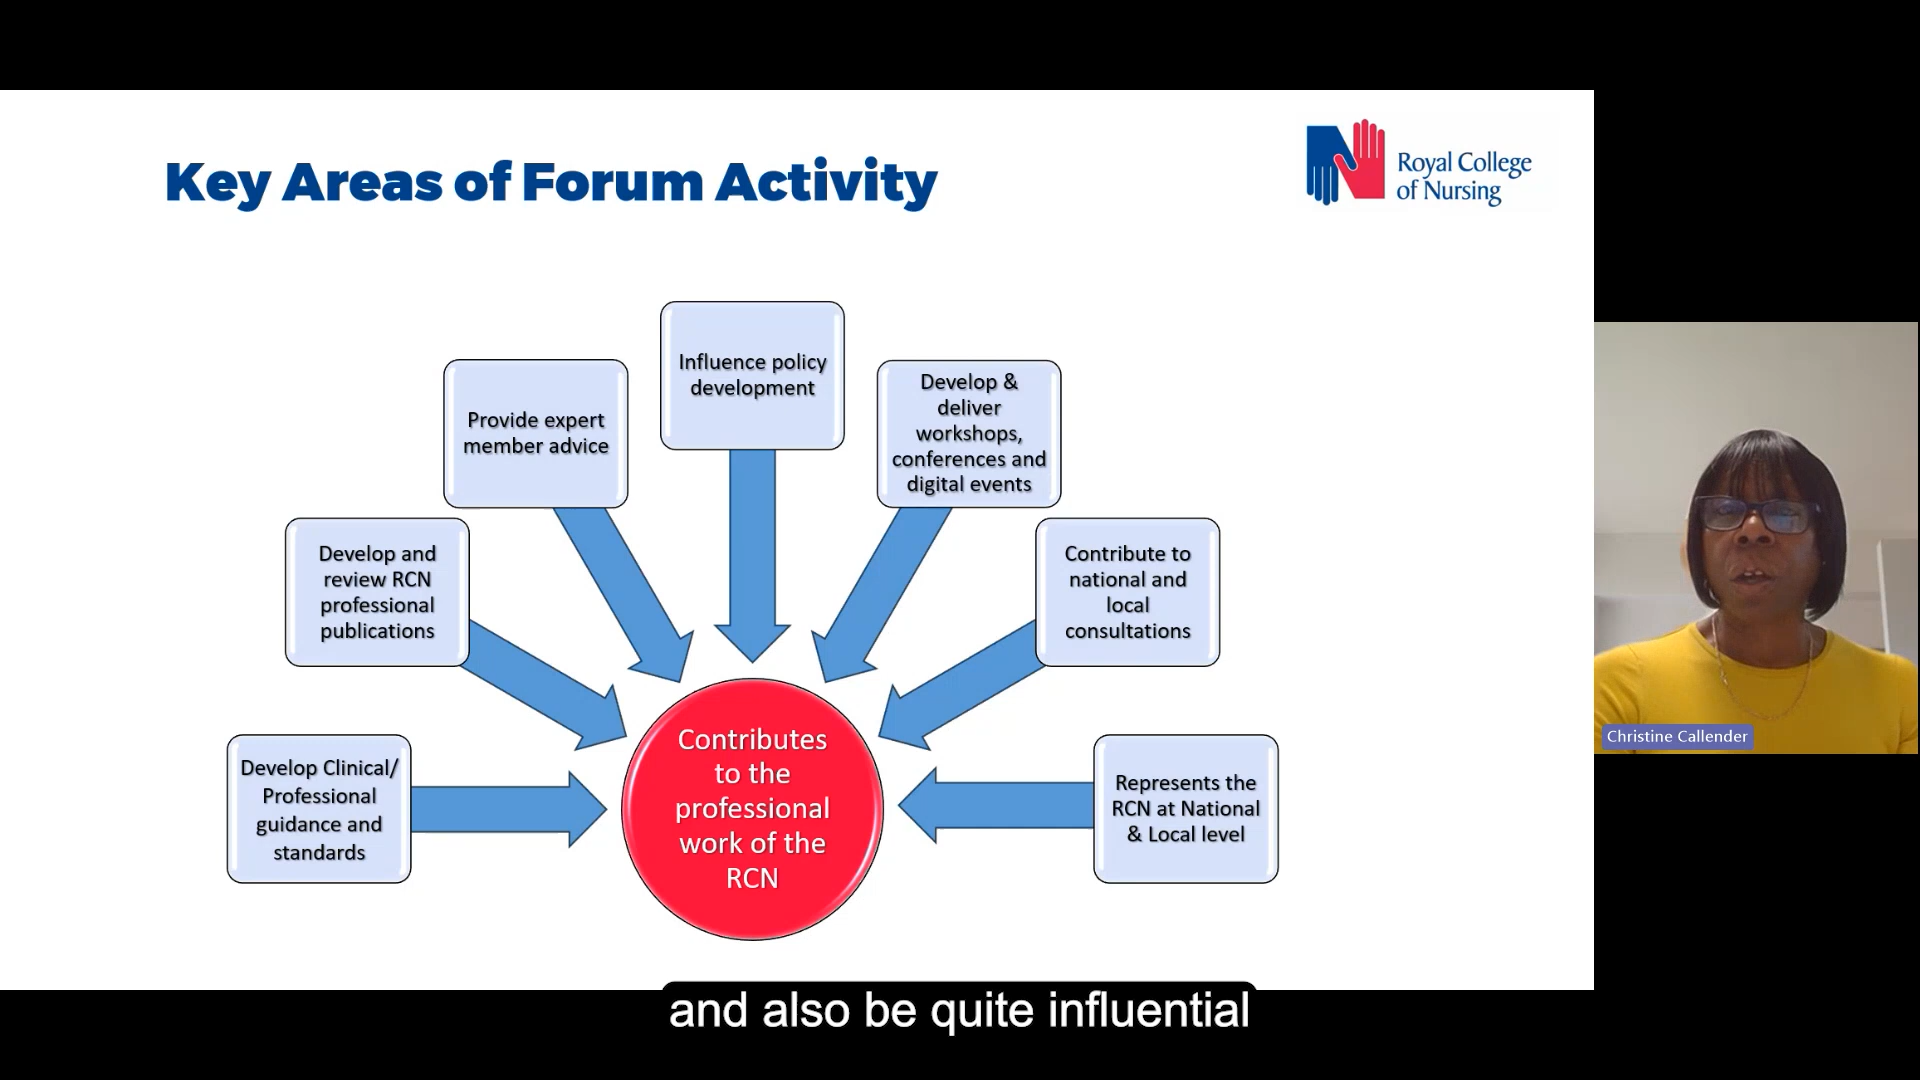 Key Areas of Forum Activity
Royal College
of Nursing
Influence policy
development
Provide expert
member advice
Develop &
deliver
workshops,
conferences and
digital events
Develop and
review RCN
professional
publications
Contribute to
national and
local
consultations
Develop Clinical/
Professional
guidance and
standards
Contributes
to the
professional
work of the
RCN
Represents the
RCN at National
& Local level
Christine Callender
and also be quite influential